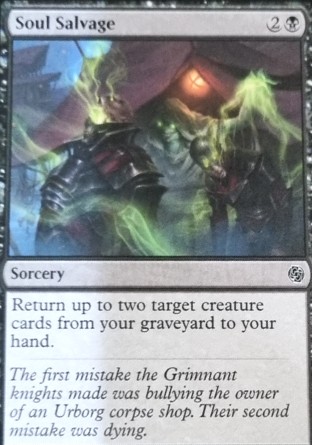 Soul Salvage 2
Sorcery
Return up to two target creature
cards from your graveyard to your
hand.
The first mistake the Grimnant
knights made was bullying the owner
of an Urborg corpse shop. Their second
mistake was dying.